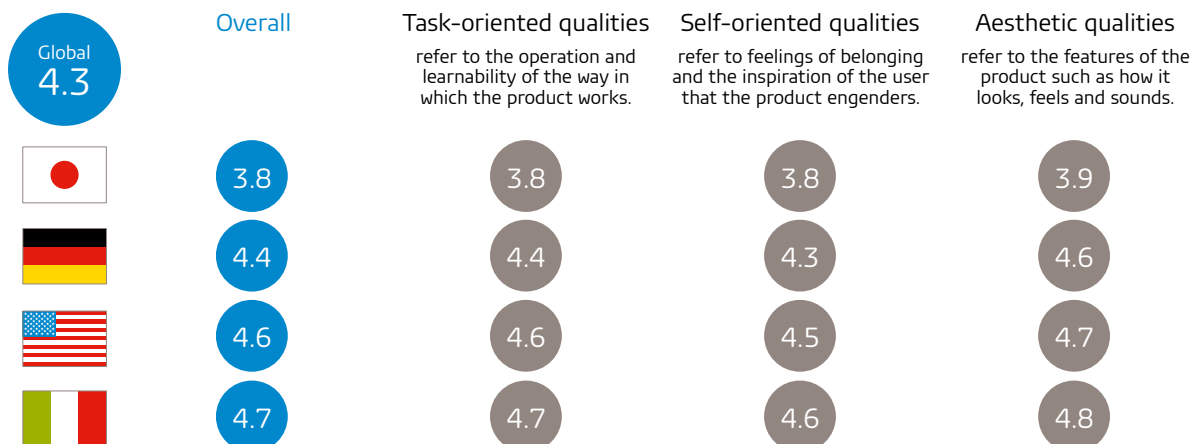 Global
4.3
Overall
Task-oriented qualities
refer to the operation and
learnability of the way in
which the product works.
Self-oriented qualities
refer to feelings of belonging
and the inspiration of the user
that the product engenders.
Aesthetic qualities
refer to the features of the
product such as how it
looks, feels and sounds.
3.8 3.8 3.8 3.9
4.4 4.4 4.3 4.6
4.6 4.6 4.5 4.7
4.7 4.7 4.6 4.8